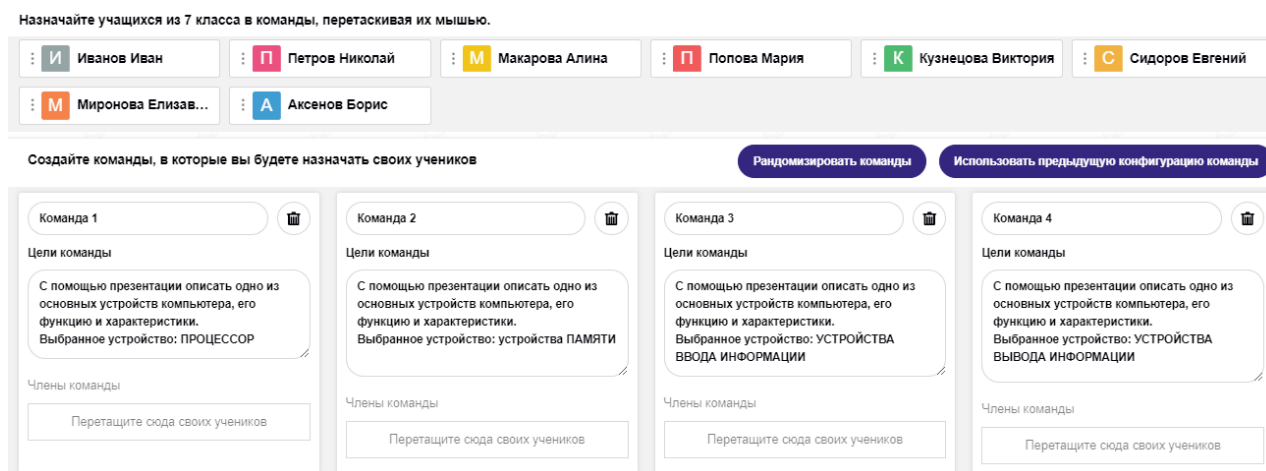 Назначайте учащихся из 7 класса в команды, перетаскивая их мышью.
И Иванов Иван
П Петров Николай
М Макарова Алина
П Попова Мария
К Кузнецова Виктория
С Сидоров Евгений
М Миронова Елизав...
А Аксенов Борис
Создайте команды, в которые вы будете назначать своих учеников
Рандомизировать команды
Использовать предыдущую конфигурацию команды
Команда 1
Цели команды
С помощью презентации описать одно из
основных устройств компьютера, его
функцию и характеристики.
Выбранное устройство: ПРОЦЕССОР
Члены команды
Перетащите сюда своих учеников
Команда 2
Цели команды
С помощью презентации описать одно из
основных устройств компьютера, его
функцию и характеристики.
Выбранное устройство: устройства ПАМЯТИ
Члены команды
Перетащите сюда своих учеников
Команда 3
Цели команды
С помощью презентации описать одно из
основных устройств компьютера, его
функцию и характеристики.
Выбранное устройство: УСТРОЙСТВА
ВВОДА ИНФОРМАЦИИ
Члены команды
Перетащите сюда своих учеников
Команда 4
Цели команды
С помощью презентации описать одно из
основных устройств компьютера, его
функцию и характеристики.
Выбранное устройство: УСТРОЙСТВА
ВЫВОДА ИНФОРМАЦИИ
Члены команды
Перетащите сюда своих учеников